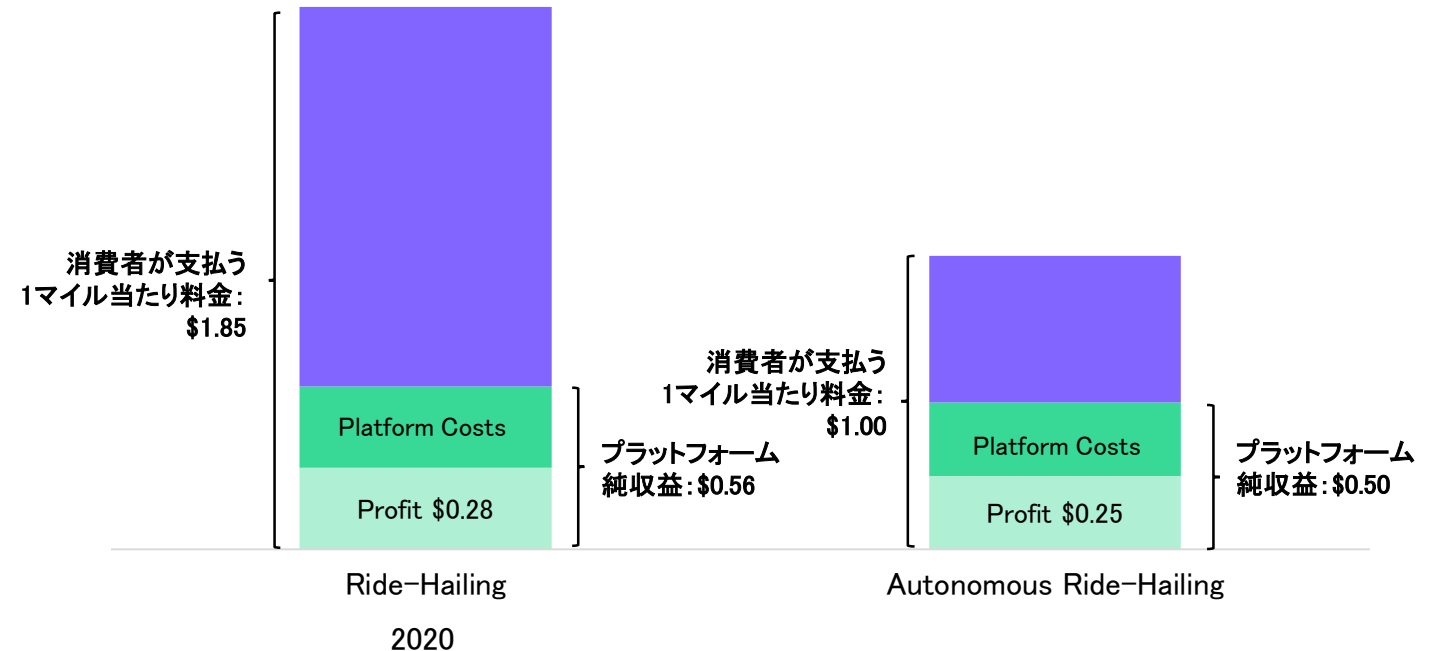 消費者が支払う
1マイル当たり料金:
$1.85
Platform Costs
Profit $0.28
プラットフォーム
純収益:$0.56
Ride-Hailing
2020
消費者が支払う
1マイル当たり料金:
$1.00
Platform Costs
Profit $0.25
プラットフォーム
純収益:$0.50
Autonomous Ride-Hailing